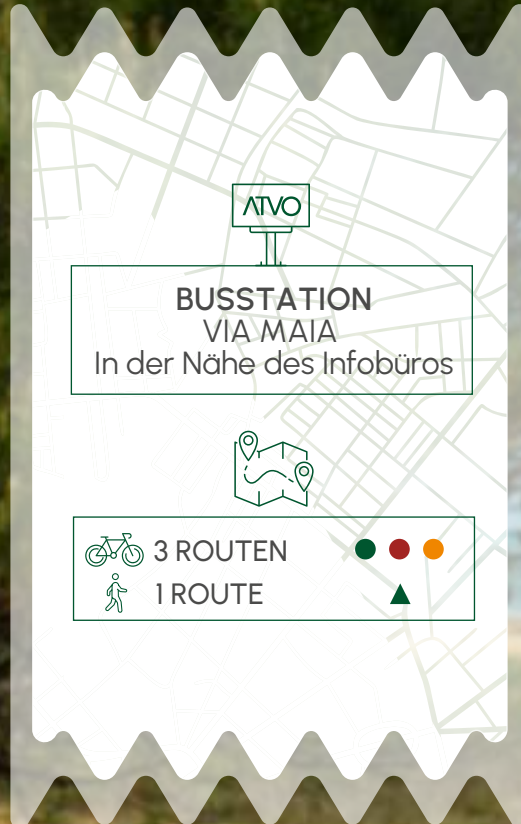 ATVO
BUSSTATION
VIA MAIA
In der Nähe des Infobüros
3 ROUTEN
1 ROUTE